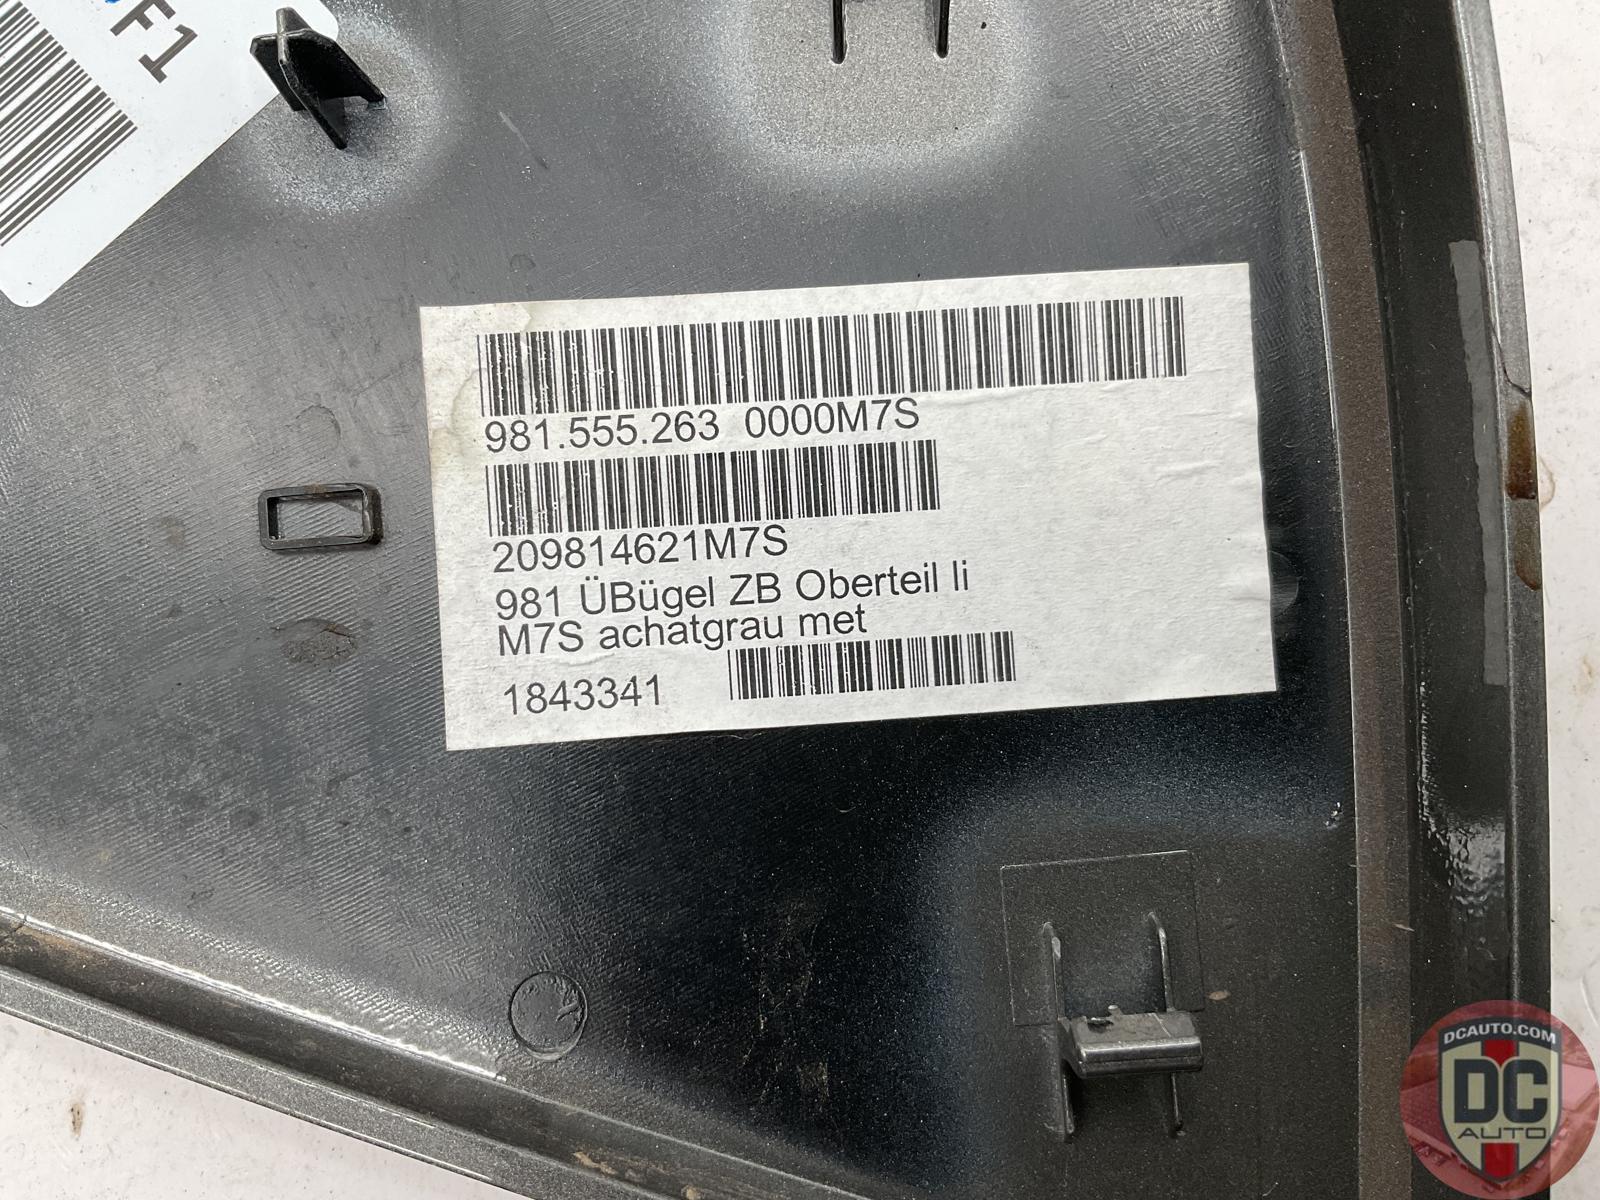 F1
981.555.263 0000M7S
209814621M7S
981 ÜBügel ZB Oberteil li
M7S achatgrau met
1843341
DCAUTO.COM
DC
AUTO